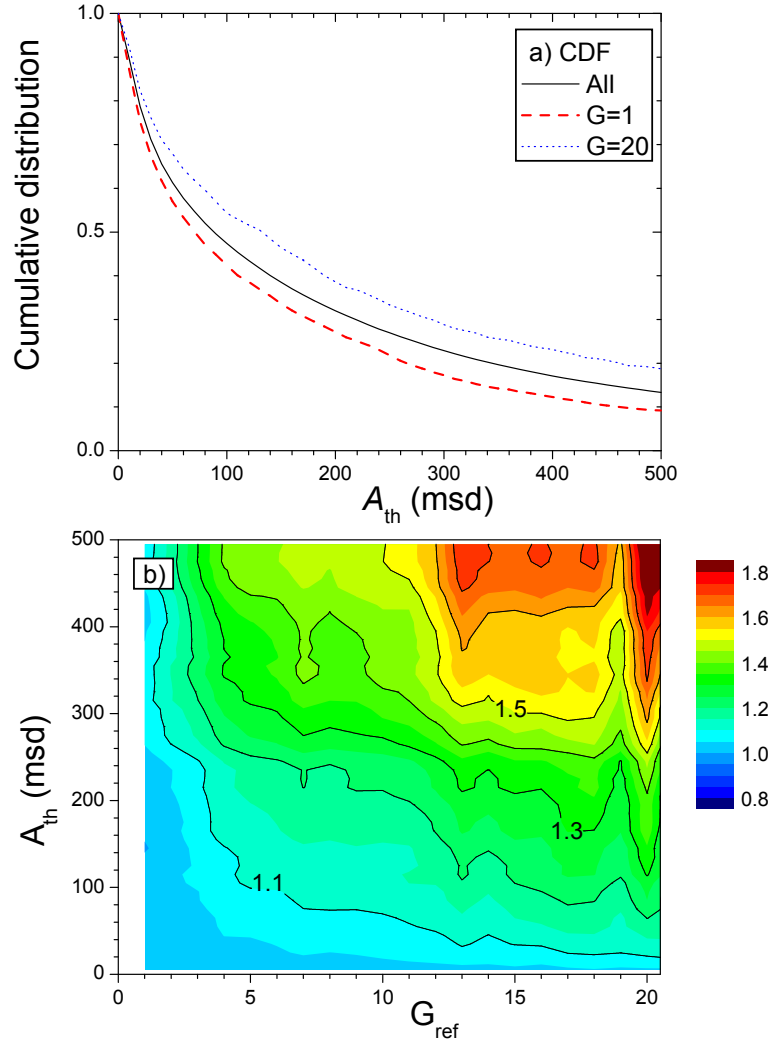 1.0
a) CDF
All
G=1
G=20
Cumulative distribution
0.5
0.0
0 100 200 300 400 500
A_th (msd)
500
b)
400
300
200
100
0
A_th (msd)
1.5
1.3
1.1
0 5 10 15 20
G_ref
1.8
1.6
1.4
1.2
1.0
0.8